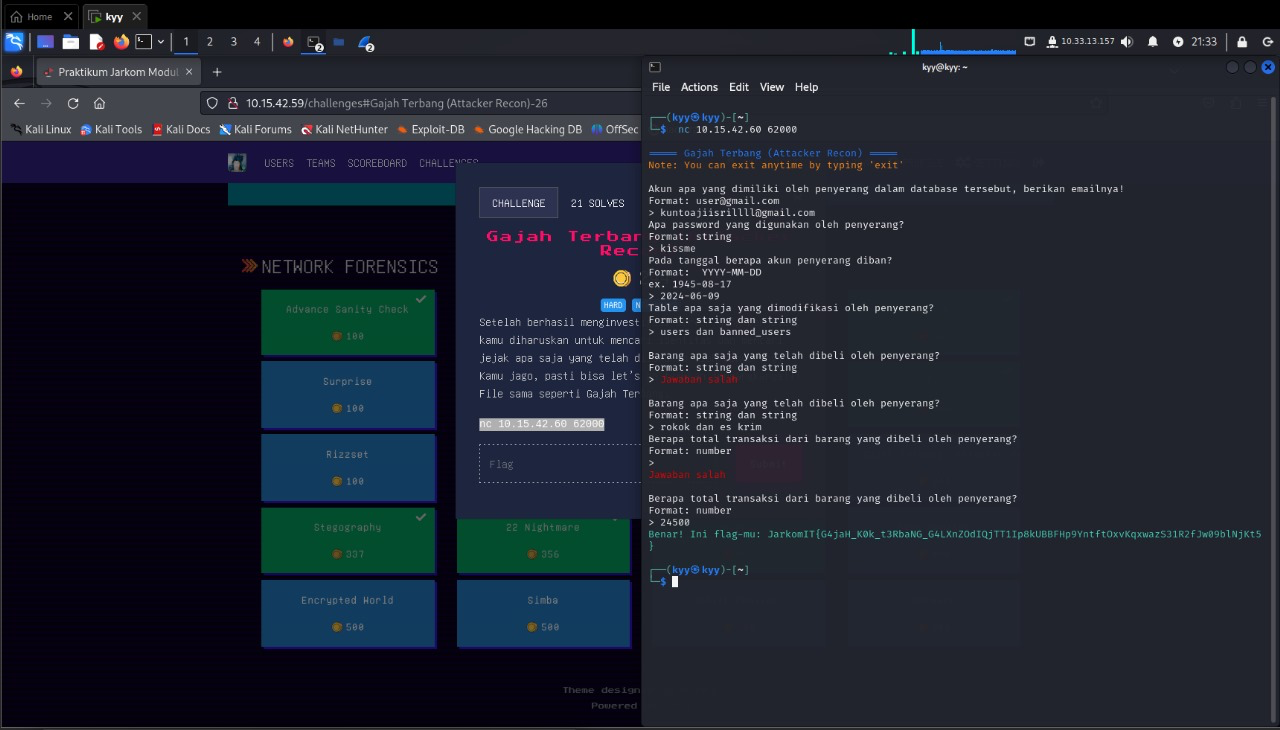 Home
kyy
1 2 3 4
10.33.13.157
21:33
Praktikum Jarkom Modul
10.15.42.59/challenges#Gajah Terbang (Attacker Recon)-26
Kali Linux Kali Tools Kali Docs Kali Forums Kali NetHunter Exploit-DB Google Hacking DB OffSec
USERS TEAMS SCOREBOARD CHALLENGES
NETWORK FORENSICS
Advance Sanity Check
100
Surprise
100
Rizzset
100
Stegography
337
22 Nightmare
356
Encrypted World
500
Simba
500
Theme design
Powered
CHALLENGE 21 SOLVES
Gajah Terban
Rec
HARD N
Setelah berhasil menginvest
kamu diharuskan untuk menca
jejak apa saja yang telah d
Kamu jago, pasti bisa let's
File sama seperti Gajah Ter
nc 10.15.42.60 62000
Flag
kyy@kyy: ~
File Actions Edit View Help
┌──(kyy㉿kyy)-[~]
└─$ nc 10.15.42.60 62000
===== Gajah Terbang (Attacker Recon) =====
Note: You can exit anytime by typing 'exit'
Akun apa yang dimiliki oleh penyerang dalam database tersebut, berikan emailnya!
Format: user@gmail.com
> kuntoajiisrillll@gmail.com
Apa password yang digunakan oleh penyerang?
Format: string
> kissme
Pada tanggal berapa akun penyerang diban?
Format:  YYYY-MM-DD
ex. 1945-08-17
> 2024-06-09
Table apa saja yang dimodifikasi oleh penyerang?
Format: string dan string
> users dan banned_users
Barang apa saja yang telah dibeli oleh penyerang?
Format: string dan string
> Jawaban salah
Barang apa saja yang telah dibeli oleh penyerang?
Format: string dan string
> rokok dan es krim
Berapa total transaksi dari barang yang dibeli oleh penyerang?
Format: number
>
Jawaban salah
Berapa total transaksi dari barang yang dibeli oleh penyerang?
Format: number
> 24500
Benar! Ini flag-mu: JarkomIT{G4jaH_K0k_t3RbaNG_G4LXnZOdIQjTT1Ip8kUBBFHp9YntftOxvKqxwazS31R2fJw09blNjKt5
}
┌──(kyy㉿kyy)-[~]
└─$